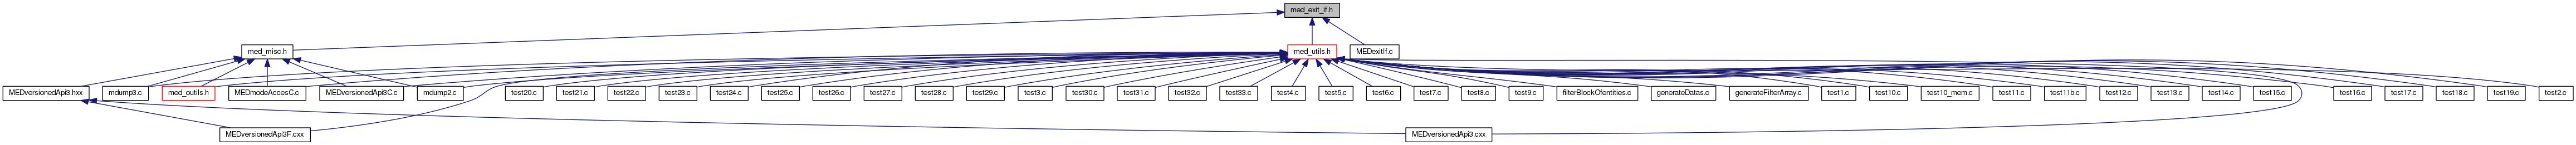 med_exit_if.h
med_misc.h
med_utils.h
MEDexitIf.c
MEDversionedApi3.hxx
mdump3.c
med_outils.h
MEDmodeAccesC.c
MEDversionedApi3C.c
mdump2.c
test20.c
test21.c
test22.c
test23.c
test24.c
test25.c
test26.c
test27.c
test28.c
test29.c
test3.c
test30.c
test31.c
test32.c
test33.c
test4.c
test5.c
test6.c
test7.c
test8.c
test9.c
filterBlockOfentities.c
generateDatas.c
generateFilterArray.c
test1.c
test10.c
test10_mem.c
test11.c
test11b.c
test12.c
test13.c
test14.c
test15.c
test16.c
test17.c
test18.c
test19.c
test2.c
MEDversionedApi3F.cxx
MEDversionedApi3.cxx